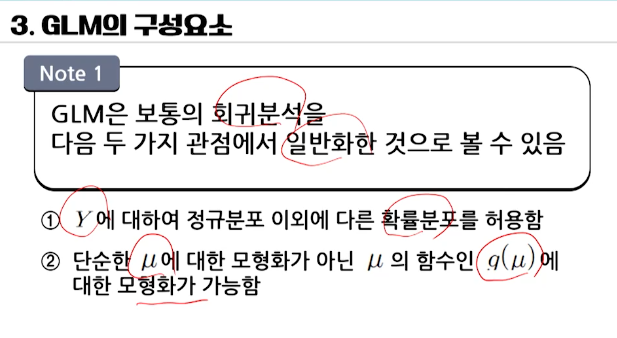 3. GLM의 구성요소
Note 1
GLM은 보통의 회귀분석을
다음 두 가지 관점에서 일반화한 것으로 볼 수 있음
① Y에 대하여 정규분포 이외에 다른 확률분포를 허용함
② 단순한 μ에 대한 모형화가 아닌 μ 의 함수인 g(μ)에
대한 모형화가 가능함